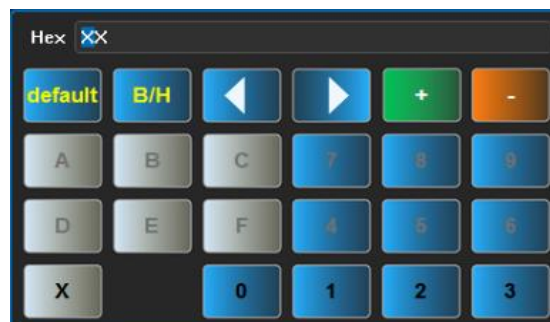 Hex XX
default B/H + -
A B C 7 8 9
D E F 4 5 6
X 0 1 2 3